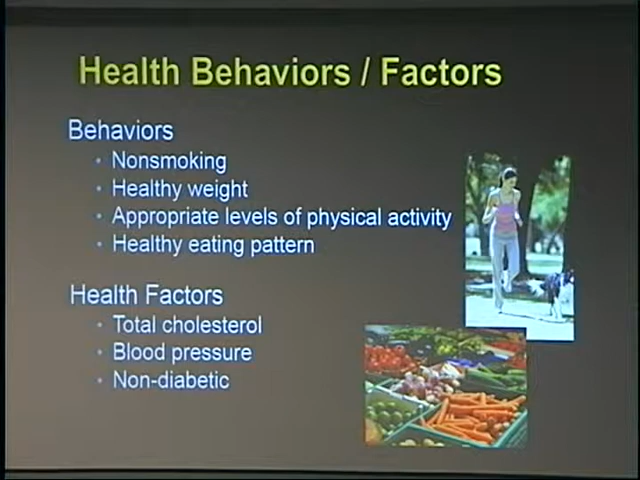 Health Behaviors / Factors
Behaviors
• Nonsmoking
• Healthy weight
• Appropriate levels of physical activity
• Healthy eating pattern
Health Factors
• Total cholesterol
• Blood pressure
• Non-diabetic